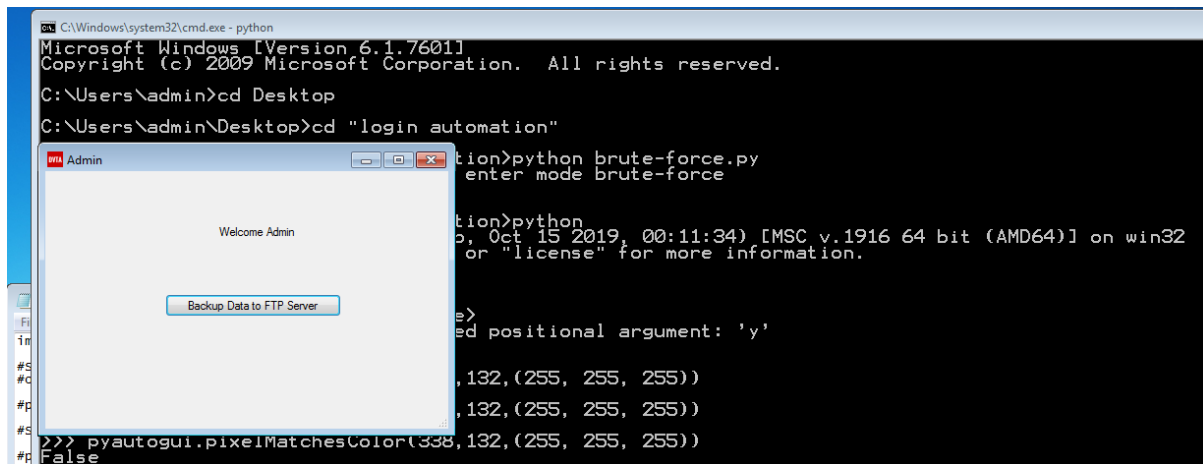 C:\Windows\system32\cmd.exe - python
Microsoft Windows [Version 6.1.7601]
Copyright (c) 2009 Microsoft Corporation.  All rights reserved.
C:\Users\admin>cd Desktop
C:\Users\admin\Desktop>cd "login automation"
tion>python brute-force.py
enter mode brute-force
tion>python
, Oct 15 2019, 00:11:34) [MSC v.1916 64 bit (AMD64)] on win32
or "license" for more information.
e>
ed positional argument: 'y'
,132,(255, 255, 255))
,132,(255, 255, 255))
>>> pyautogui.pixelMatchesColor(338,132,(255, 255, 255))
False
DVTA Admin
Welcome Admin
Backup Data to FTP Server
Fi
im
#S
#p
#S
#p